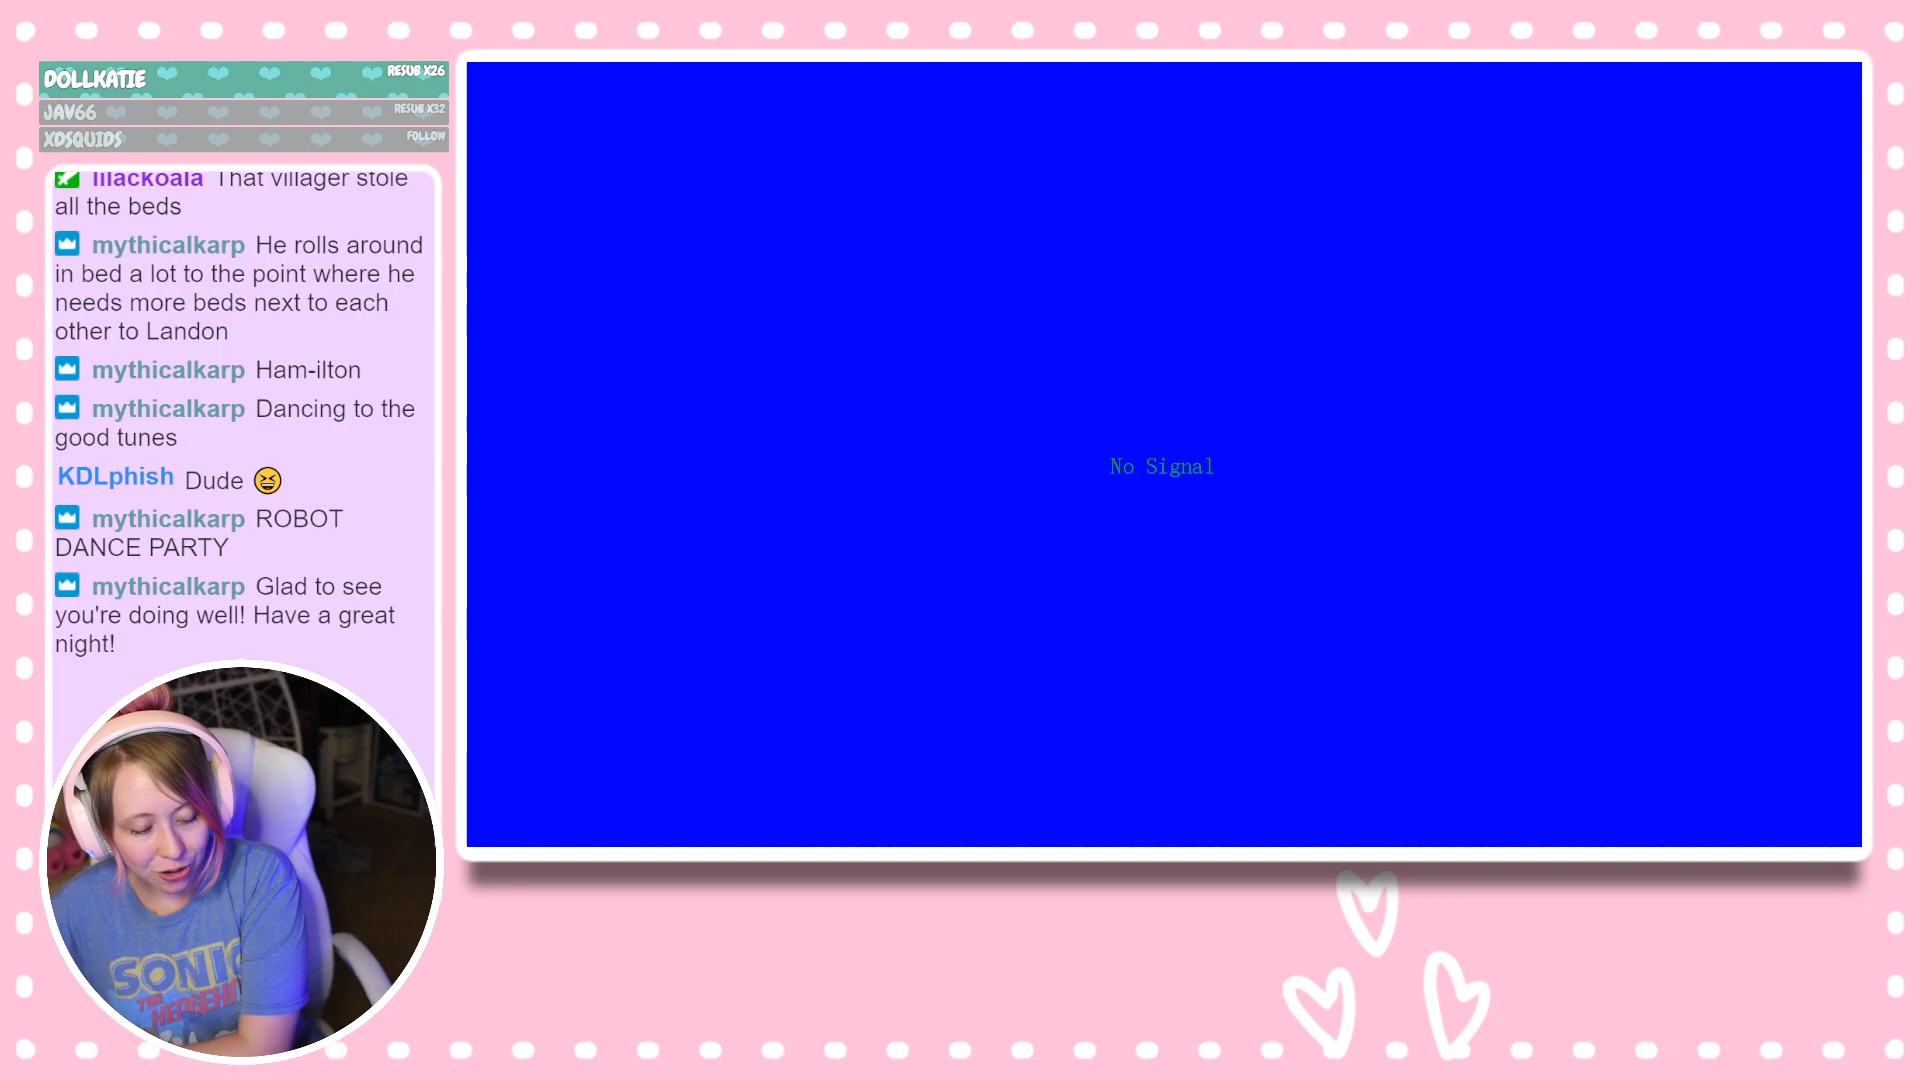 DOLLKATIE RESUB X26
JAV66 RESUB X32
XDSQUIDS FOLLOW
lilackoala That villager stole
all the beds
mythicalkarp He rolls around
in bed a lot to the point where he
needs more beds next to each
other to Landon
mythicalkarp Ham-ilton
mythicalkarp Dancing to the
good tunes
KDLphish Dude 😆
mythicalkarp ROBOT
DANCE PARTY
mythicalkarp Glad to see
you're doing well! Have a great
night!
No Signal
SONIC
THE
HEDGEHOG